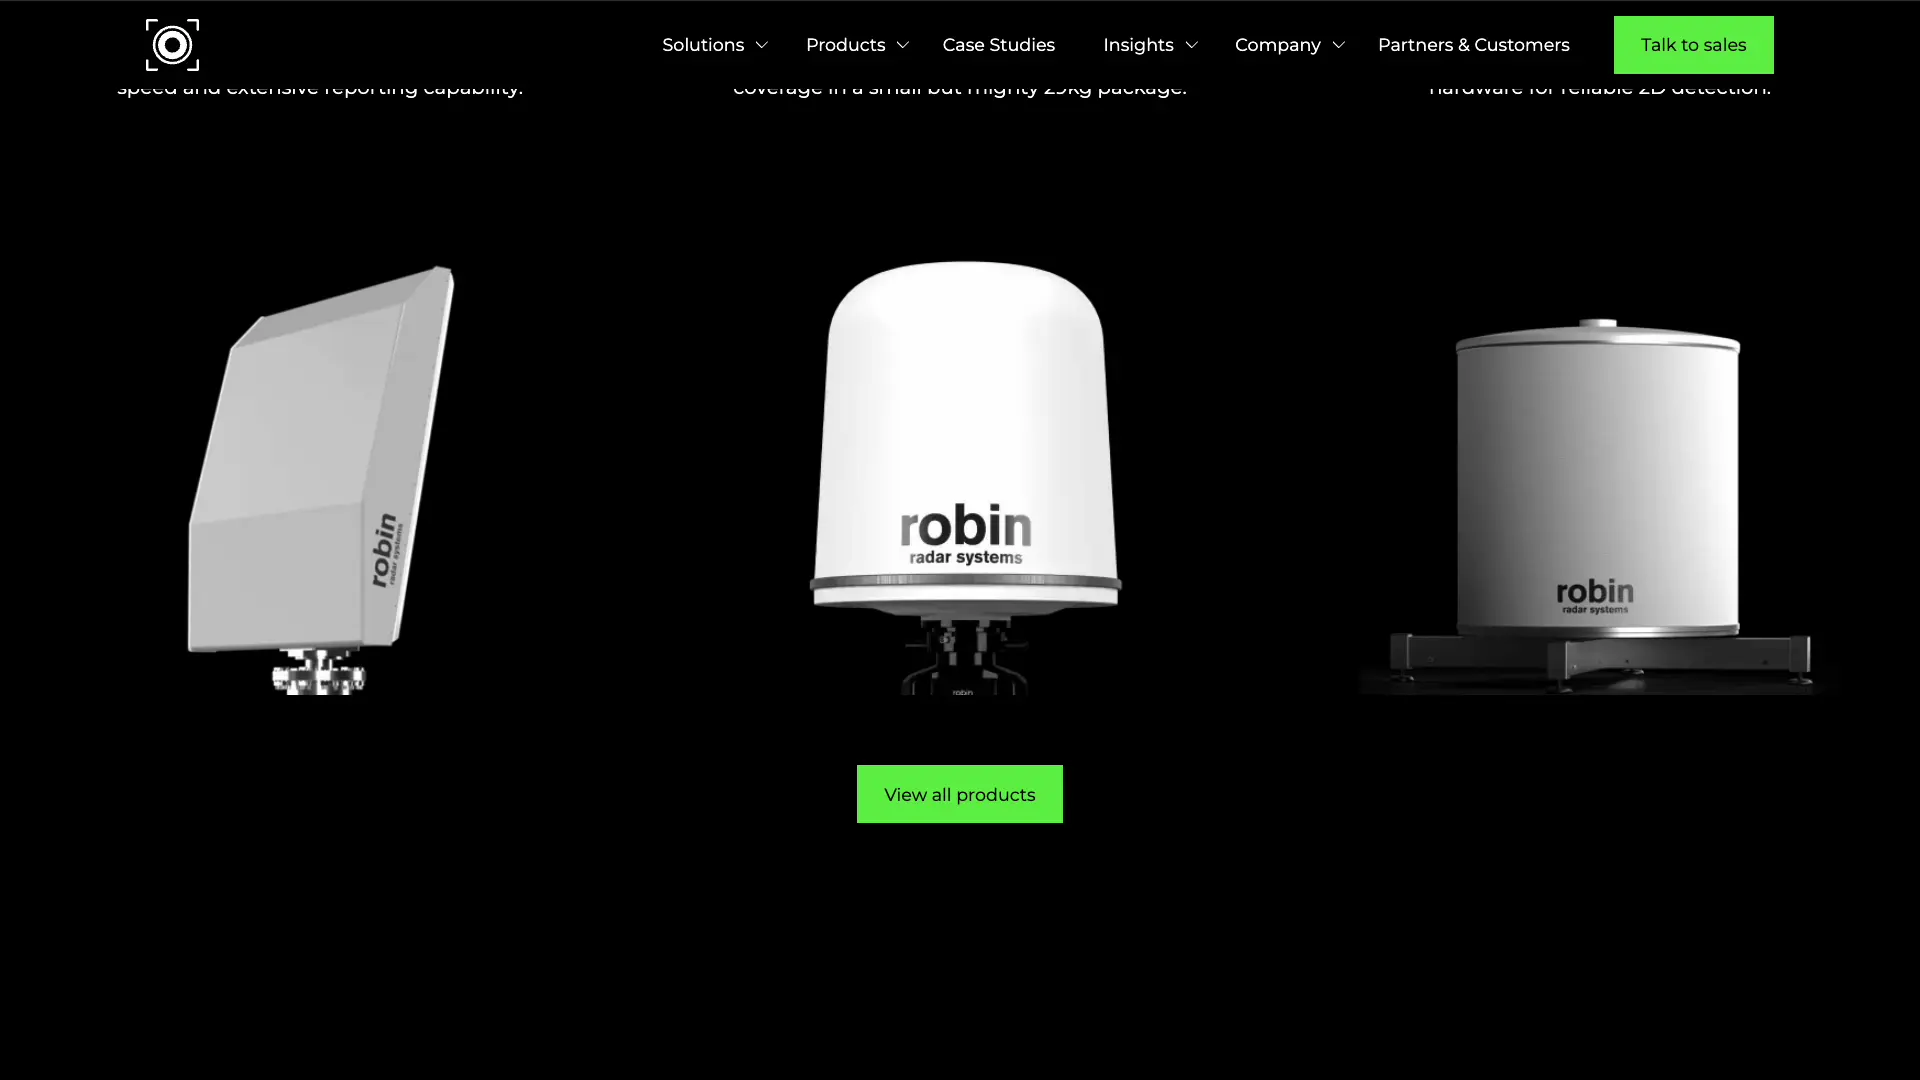 Solutions
Products
Case Studies
Insights
Company
Partners & Customers
Talk to sales
speed and extensive reporting capability.
coverage in a small but mighty 29kg package.
hardware for reliable 2D detection.
robin
radar systems
robin
radar systems
robin
robin
radar systems
View all products